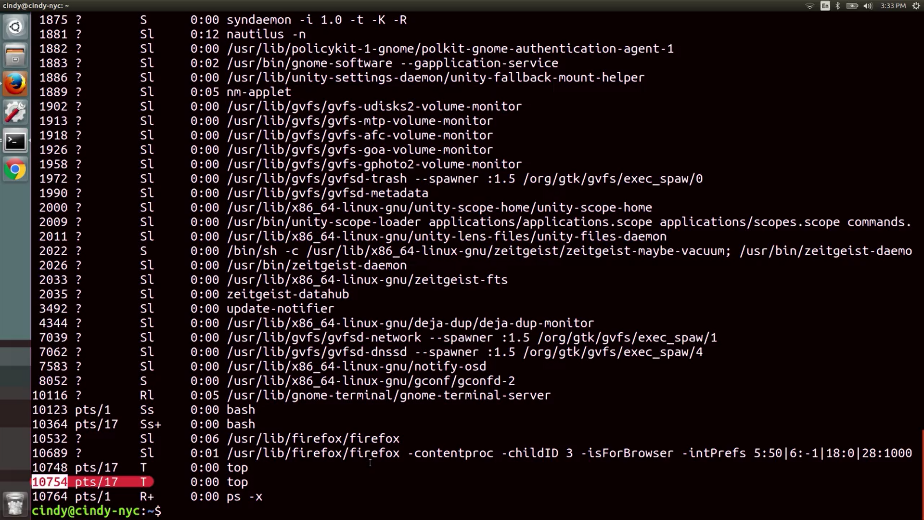 cindy@cindy-nyc: ~
En
3:33 PM
1875 ? S 0:00 syndaemon -i 1.0 -t -K -R
1881 ? Sl 0:12 nautilus -n
1882 ? Sl 0:00 /usr/lib/policykit-1-gnome/polkit-gnome-authentication-agent-1
1883 ? Sl 0:02 /usr/bin/gnome-software --gapplication-service
1886 ? Sl 0:00 /usr/lib/unity-settings-daemon/unity-fallback-mount-helper
1889 ? Sl 0:05 nm-applet
1902 ? Sl 0:00 /usr/lib/gvfs/gvfs-udisks2-volume-monitor
1913 ? Sl 0:00 /usr/lib/gvfs/gvfs-mtp-volume-monitor
1918 ? Sl 0:00 /usr/lib/gvfs/gvfs-afc-volume-monitor
1926 ? Sl 0:00 /usr/lib/gvfs/gvfs-goa-volume-monitor
1958 ? Sl 0:00 /usr/lib/gvfs/gvfs-gphoto2-volume-monitor
1972 ? Sl 0:00 /usr/lib/gvfs/gvfsd-trash --spawner :1.5 /org/gtk/gvfs/exec_spaw/0
1990 ? Sl 0:00 /usr/lib/gvfs/gvfsd-metadata
2000 ? Sl 0:00 /usr/lib/x86_64-linux-gnu/unity-scope-home/unity-scope-home
2009 ? Sl 0:00 /usr/bin/unity-scope-loader applications/applications.scope applications/scopes.scope commands.
2011 ? Sl 0:00 /usr/lib/x86_64-linux-gnu/unity-lens-files/unity-files-daemon
2022 ? S 0:00 /bin/sh -c /usr/lib/x86_64-linux-gnu/zeitgeist/zeitgeist-maybe-vacuum; /usr/bin/zeitgeist-daemo
2026 ? Sl 0:00 /usr/bin/zeitgeist-daemon
2033 ? Sl 0:00 /usr/lib/x86_64-linux-gnu/zeitgeist-fts
2035 ? Sl 0:00 zeitgeist-datahub
3492 ? Sl 0:00 update-notifier
4344 ? Sl 0:00 /usr/lib/x86_64-linux-gnu/deja-dup/deja-dup-monitor
7039 ? Sl 0:00 /usr/lib/gvfs/gvfsd-network --spawner :1.5 /org/gtk/gvfs/exec_spaw/1
7062 ? Sl 0:00 /usr/lib/gvfs/gvfsd-dnssd --spawner :1.5 /org/gtk/gvfs/exec_spaw/4
7583 ? Sl 0:00 /usr/lib/x86_64-linux-gnu/notify-osd
8052 ? S 0:00 /usr/lib/x86_64-linux-gnu/gconf/gconfd-2
10116 ? Rl 0:05 /usr/lib/gnome-terminal/gnome-terminal-server
10123 pts/1 Ss 0:00 bash
10364 pts/17 Ss+ 0:00 bash
10532 ? Sl 0:06 /usr/lib/firefox/firefox
10689 ? Sl 0:01 /usr/lib/firefox/firefox -contentproc -childID 3 -isForBrowser -intPrefs 5:50|6:-1|18:0|28:1000
10748 pts/17 T 0:00 top
10754 pts/17 T 0:00 top
10764 pts/1 R+ 0:00 ps -x
cindy@cindy-nyc:~$